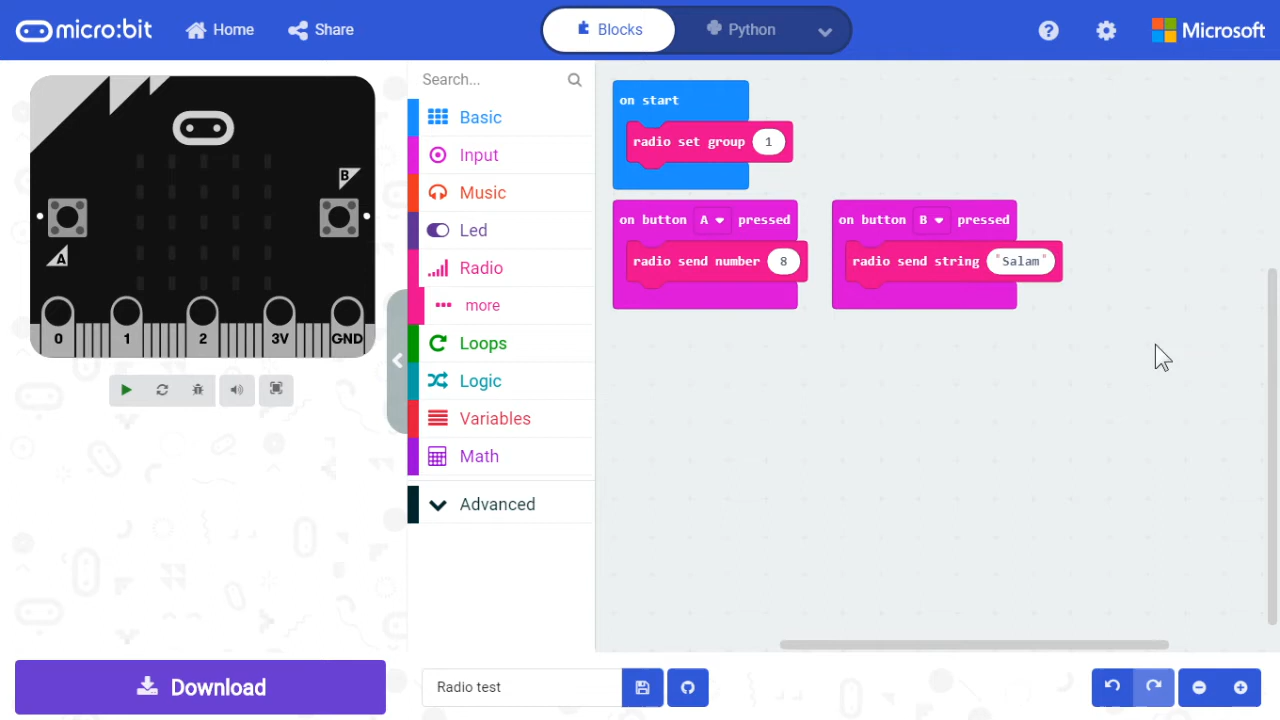 micro:bit Home Share Blocks Python ? Microsoft
B
A
0 1 2 3V GND
Download
Search...
Basic
Input
Music
Led
Radio
more
Loops
Logic
Variables
Math
Advanced
on start
radio set group 1
on button A pressed
radio send number 8
on button B pressed
radio send string "Salam"
Radio test